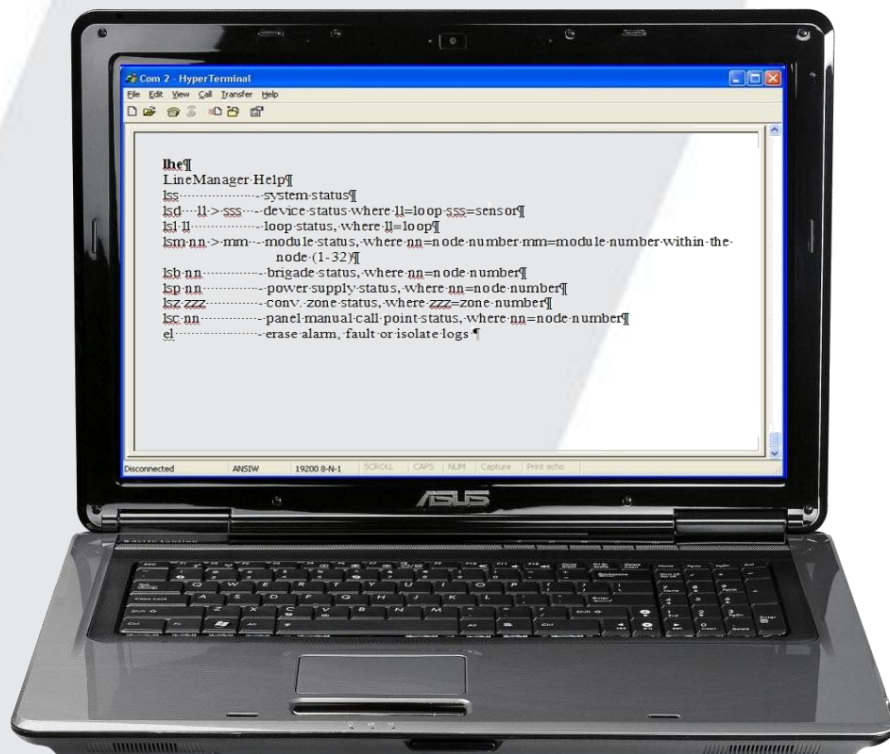 Com 2 - HyperTerminal
File Edit View Call Transfer Help
lhe¶
LineManager·Help¶
lss···················-·system·status¶
lsd···ll·>·sss···-·device·status·where·ll=loop·sss=sensor¶
lsl·ll················-·loop·status,·where·ll=loop¶
lsm·nn·>·mm··-·module·status,·where·nn=node·number·mm=module·number·within·the·
node·(1-32)¶
lsb·nn··············-·brigade·status,·where·nn=node·number¶
lsp·nn··············-·power·supply·status,·where·nn=node·number¶
lsz·zzz·············-·conv.·zone·status,·where·zzz=zone·number¶
lsc·nn··············-·panel·manual·call·point·status,·where·nn=node·number¶
el····················-·erase·alarm,·fault·or·isolate·logs·¶
Disconnected ANSIW 19200 8-N-1 SCROLL CAPS NUM Capture Print echo
ASUS
Q W E R T Y U I O P
A S D F G H J K L
Z X C V B N M